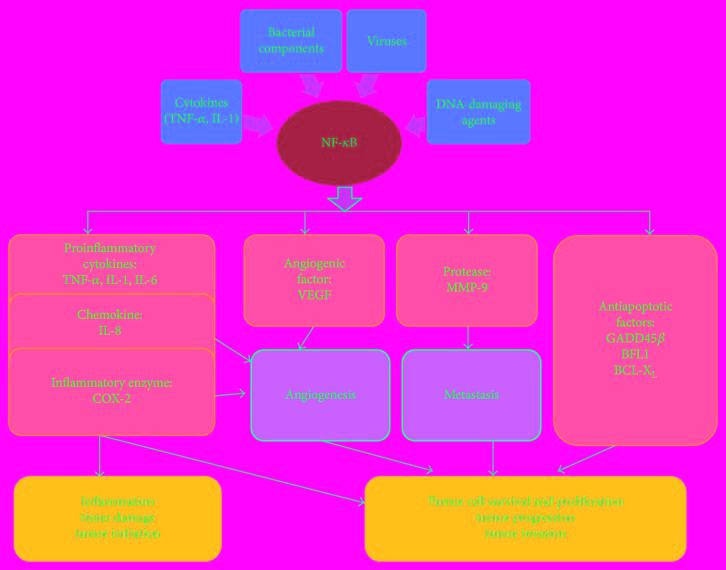 Bacterial
components
Viruses
Cytokines
(TNF-α, IL-1)
DNA-damaging
agents
NF-κB
Proinflammatory
cytokines:
TNF-α, IL-1, IL-6
Chemokine:
IL-8
Inflammatory enzyme:
COX-2
Angiogenic
factor:
VEGF
Protease:
MMP-9
Antiapoptotic
factors:
GADD45β
BFL1
BCL-XL
Angiogenesis
Metastasis
Inflammation
tissue damage
tumor initiation
Tumor cell survival and proliferation
tumor progression
tumor